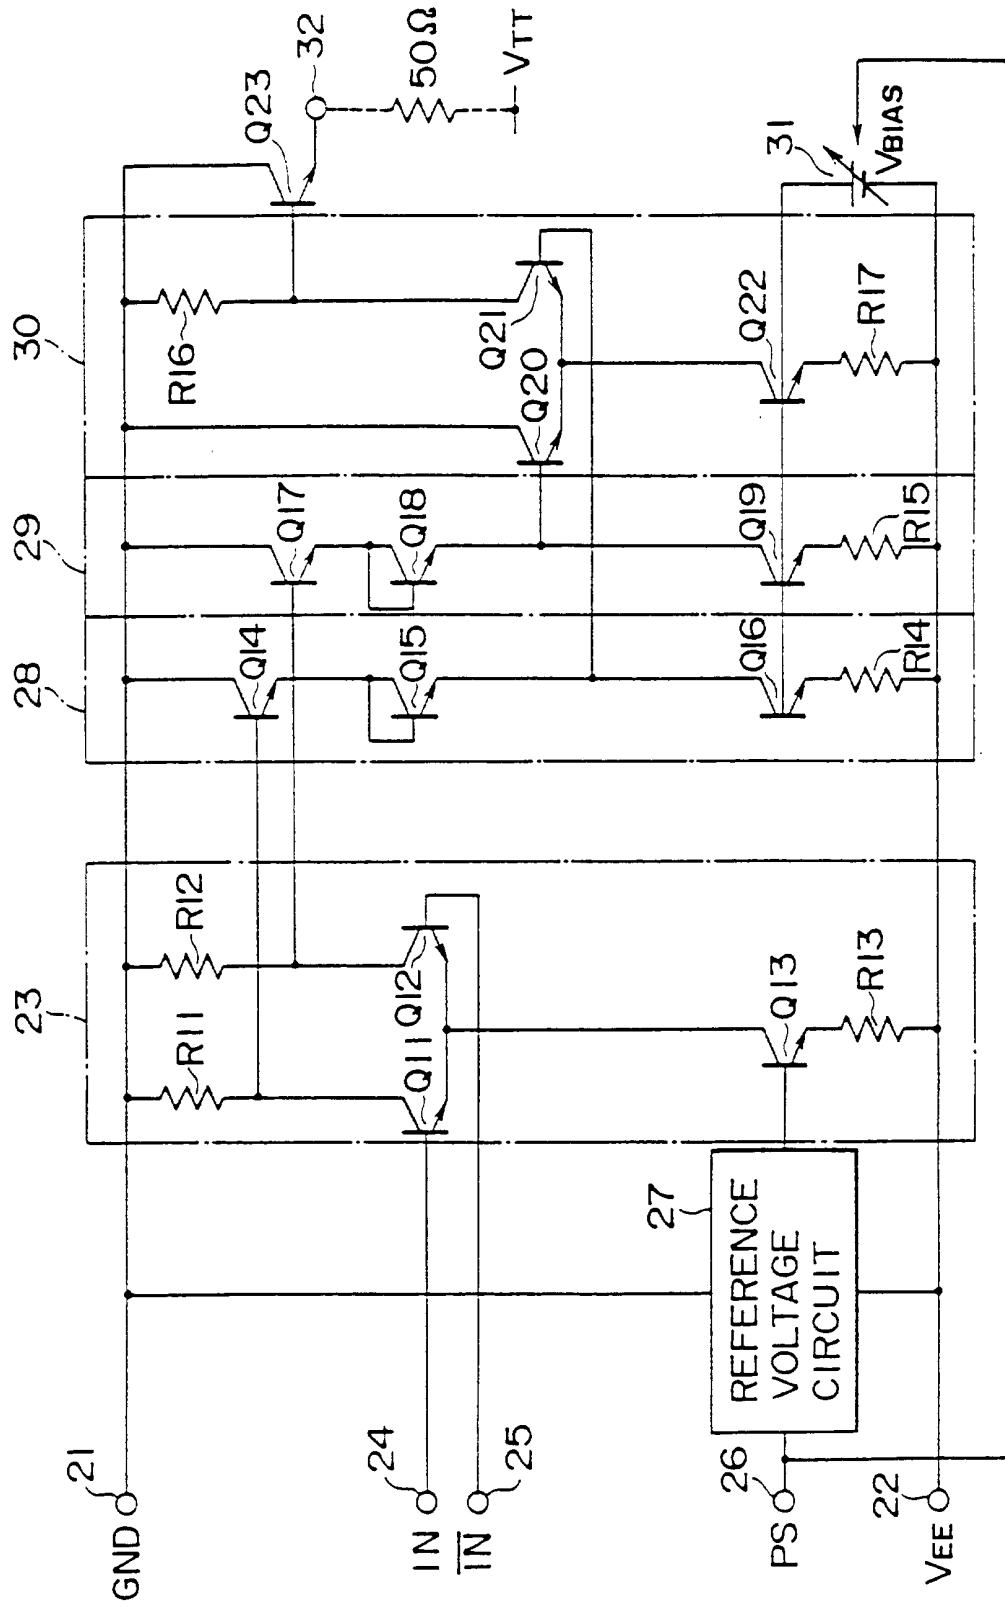 23
28
29
30
21
GND
R11
R12
Q14
Q17
R16
Q23
32
50Ω
VTT
24
IN
25
IN
Q11
Q12
Q15
Q18
Q20
Q21
27
REFERENCE
VOLTAGE
CIRCUIT
26
PS
22
VEE
Q13
R13
Q16
R14
Q19
R15
Q22
R17
31
VBIAS